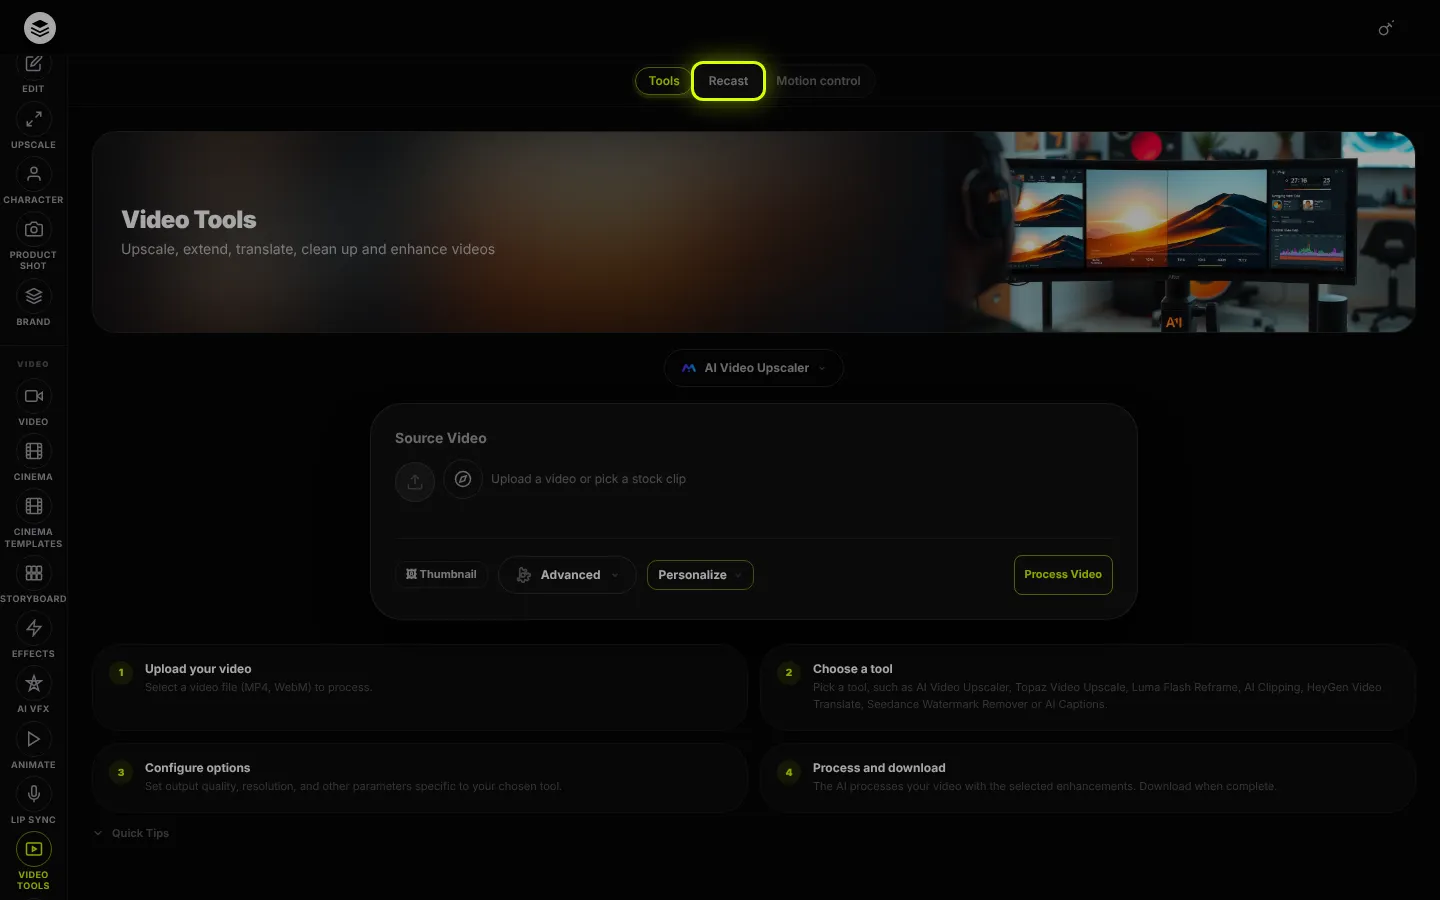 Tools
Recast
Motion control
EDIT
UPSCALE
CHARACTER
PRODUCT
SHOT
BRAND
VIDEO
VIDEO
CINEMA
CINEMA
TEMPLATES
STORYBOARD
EFFECTS
AI VFX
ANIMATE
LIP SYNC
VIDEO
TOOLS
Video Tools
Upscale, extend, translate, clean up and enhance videos
AI Video Upscaler
Source Video
Upload a video or pick a stock clip
Thumbnail
Advanced
Personalize
Process Video
1
Upload your video
Select a video file (MP4, WebM) to process.
2
Choose a tool
Pick a tool, such as AI Video Upscaler, Topaz Video Upscale, Luma Flash Reframe, AI Clipping, HeyGen Video
Translate, Seedance Watermark Remover or AI Captions.
3
Configure options
Set output quality, resolution, and other parameters specific to your chosen tool.
4
Process and download
The AI processes your video with the selected enhancements. Download when complete.
Quick Tips